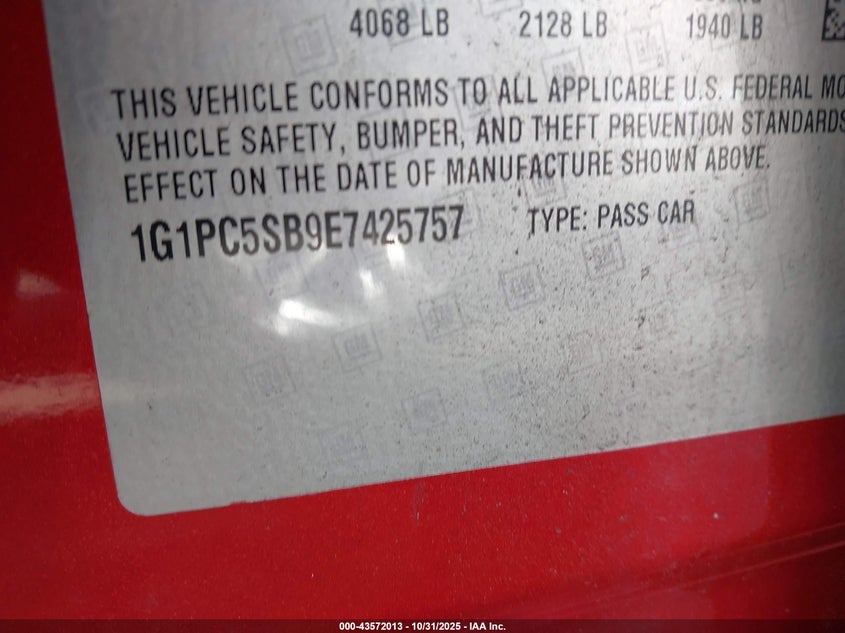 4068 LB 2128 LB 1940 LB
THIS VEHICLE CONFORMS TO ALL APPLICABLE U.S. FEDERAL MO
VEHICLE SAFETY, BUMPER, AND THEFT PREVENTION STANDARDS
EFFECT ON THE DATE OF MANUFACTURE SHOWN ABOVE.
1G1PC5SB9E7425757 TYPE: PASS CAR
000-43572013 - 10/31/2025 - IAA Inc.